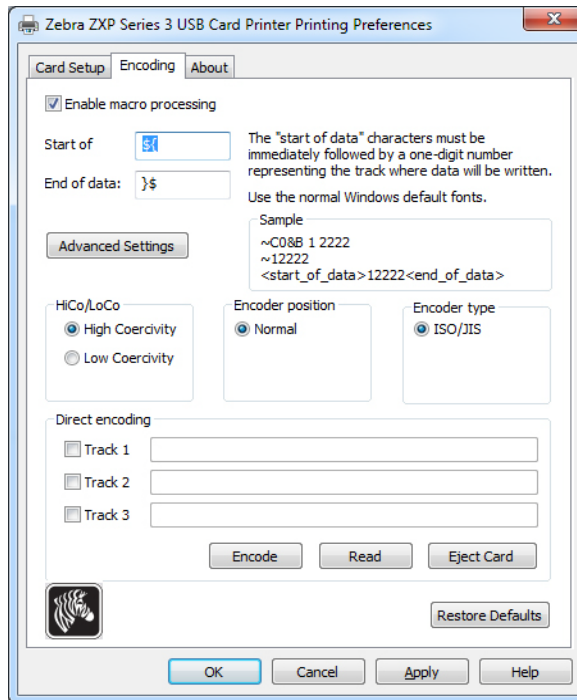 Zebra ZXP Series 3 USB Card Printer Printing Preferences
Card Setup Encoding About
Enable macro processing
Start of ${
The "start of data" characters must be
immediately followed by a one-digit number
representing the track where data will be written.
End of data: }$
Use the normal Windows default fonts.
Advanced Settings
Sample
~C0&B 1 2222
~12222
<start_of_data>12222<end_of_data>
HiCo/LoCo
High Coercivity
Low Coercivity
Encoder position
Normal
Encoder type
ISO/JIS
Direct encoding
Track 1
Track 2
Track 3
Encode Read Eject Card
Restore Defaults
OK Cancel Apply Help